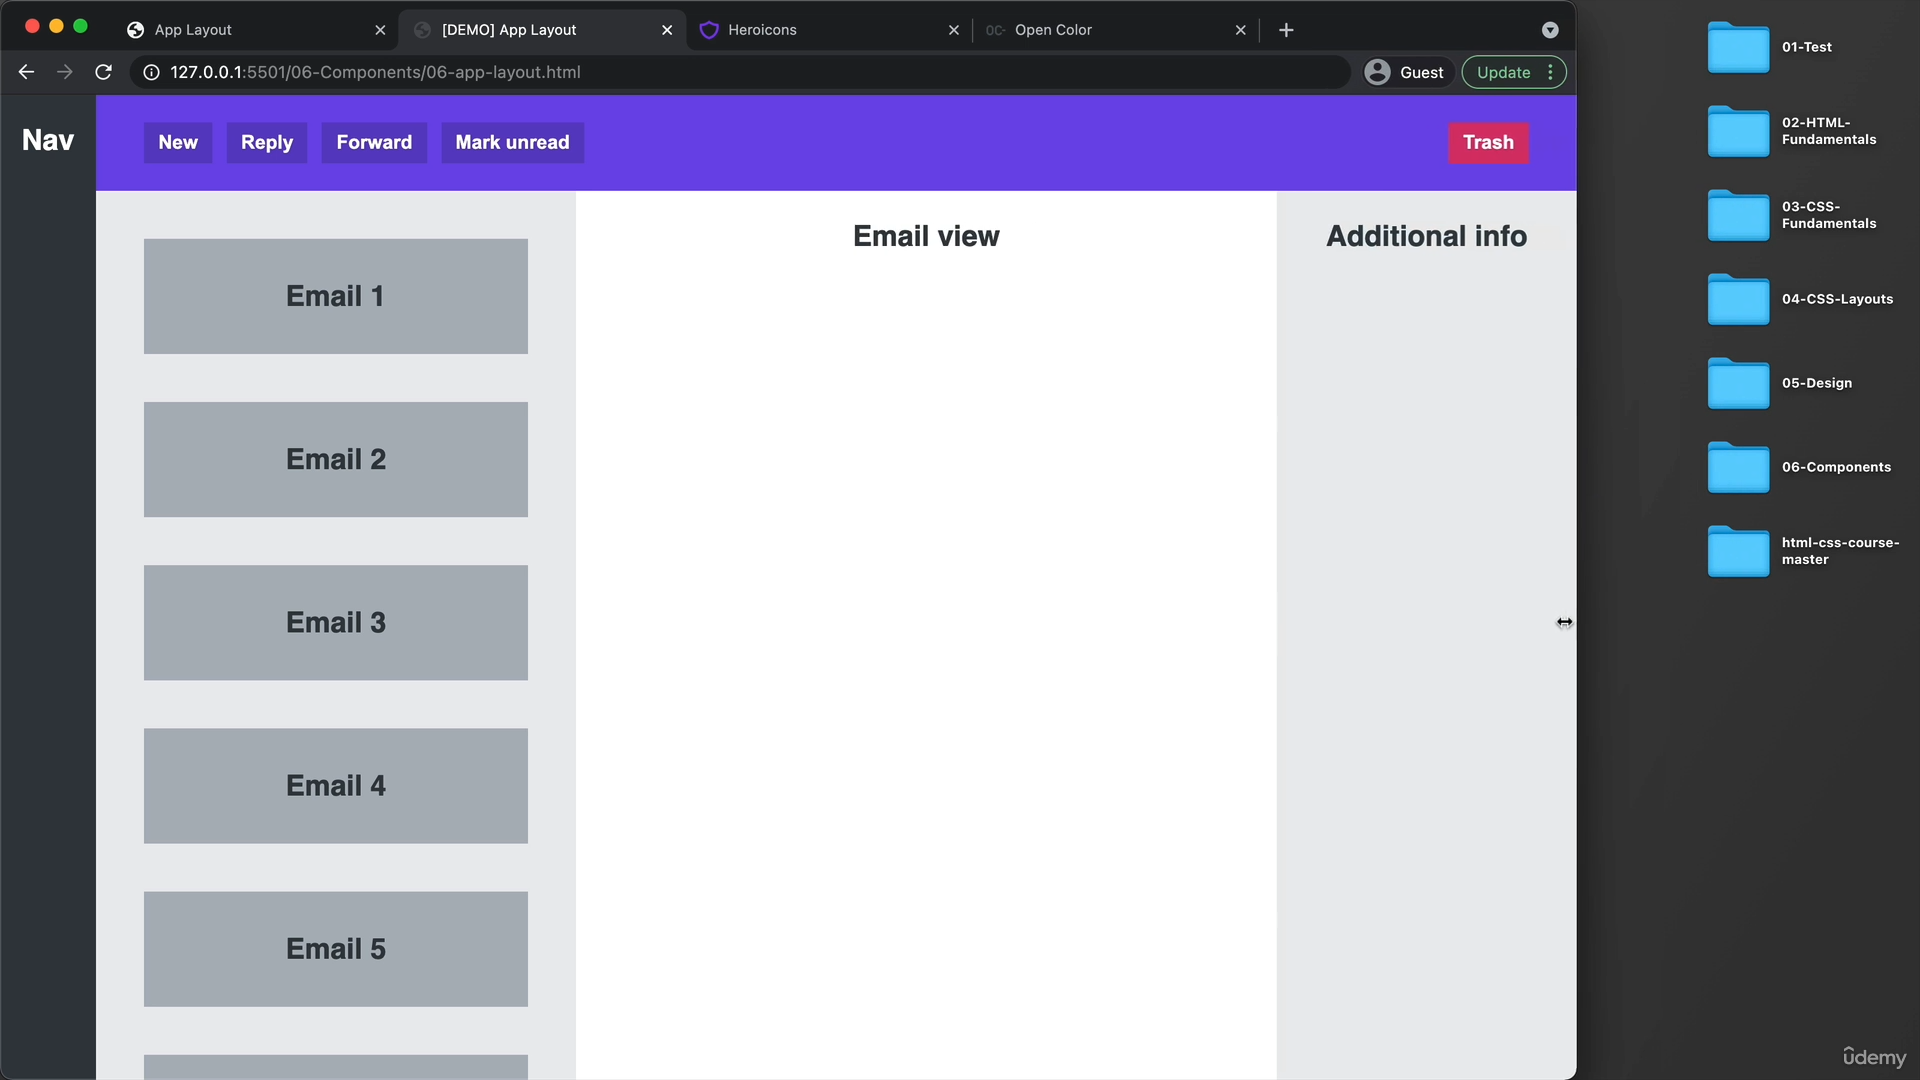 App Layout
[DEMO] App Layout
Heroicons
OC- Open Color
127.0.0.1:5501/06-Components/06-app-layout.html
Guest
Update
Nav
New
Reply
Forward
Mark unread
Trash
Email 1
Email 2
Email 3
Email 4
Email 5
Email view
Additional info
01-Test
02-HTML-
Fundamentals
03-CSS-
Fundamentals
04-CSS-Layouts
05-Design
06-Components
html-css-course-
master
ûdemy